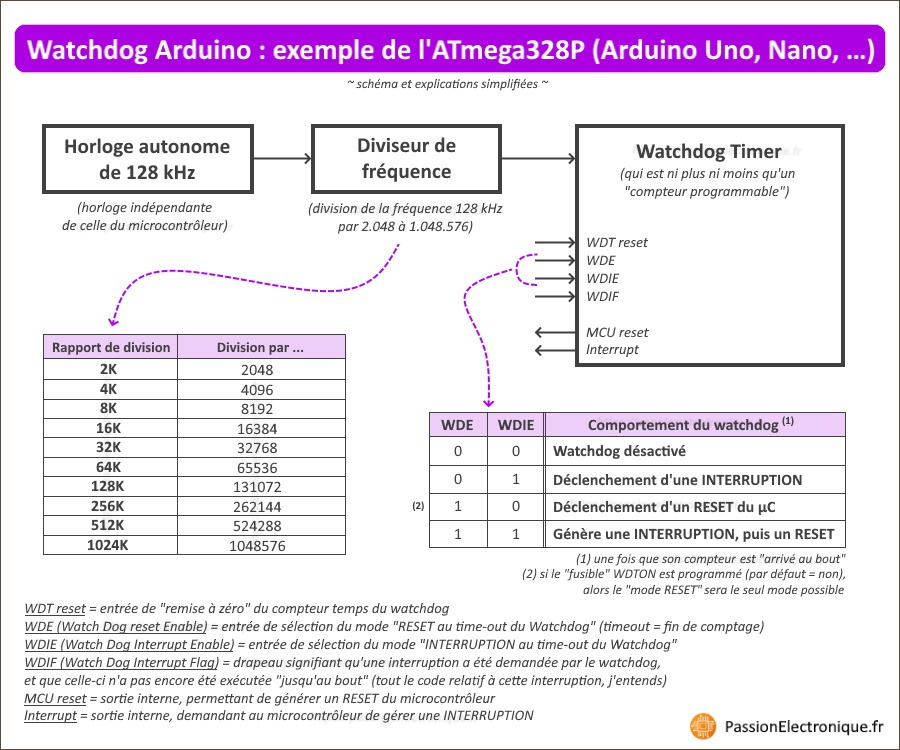 Watchdog Arduino : exemple de l'ATmega328P (Arduino Uno, Nano, ...)
~ schéma et explications simplifiées ~
Horloge autonome
de 128 kHz
(horloge indépendante
de celle du microcontrôleur)
Diviseur de
fréquence
(division de la fréquence 128 kHz
par 2.048 à 1.048.576)
Watchdog Timer
(qui est ni plus ni moins qu'un
"compteur programmable")
WDT reset
WDE
WDIE
WDIF
MCU reset
Interrupt
Rapport de division Division par ...
2K 2048
4K 4096
8K 8192
16K 16384
32K 32768
64K 65536
128K 131072
256K 262144
512K 524288
1024K 1048576
WDE WDIE Comportement du watchdog (1)
0 0 Watchdog désactivé
0 1 Déclenchement d'une INTERRUPTION
(2) 1 0 Déclenchement d'un RESET du µC
1 1 Génère une INTERRUPTION, puis un RESET
(1) une fois que son compteur est "arrivé au bout"
(2) si le "fusible" WDTON est programmé (par défaut = non),
alors le "mode RESET" sera le seul mode possible
WDT reset = entrée de "remise à zéro" du compteur temps du watchdog
WDE (Watch Dog reset Enable) = entrée de sélection du mode "RESET au time-out du Watchdog" (timeout = fin de comptage)
WDIE (Watch Dog Interrupt Enable) = entrée de sélection du mode "INTERRUPTION au time-out du Watchdog"
WDIF (Watch Dog Interrupt Flag) = drapeau signifiant qu'une interruption a été demandée par le watchdog,
et que celle-ci n'a pas encore été exécutée "jusqu'au bout" (tout le code relatif à cette interruption, j'entends)
MCU reset = sortie interne, permettant de générer un RESET du microcontrôleur
Interrupt = sortie interne, demandant au microcontrôleur de gérer une INTERRUPTION
PassionElectronique.fr